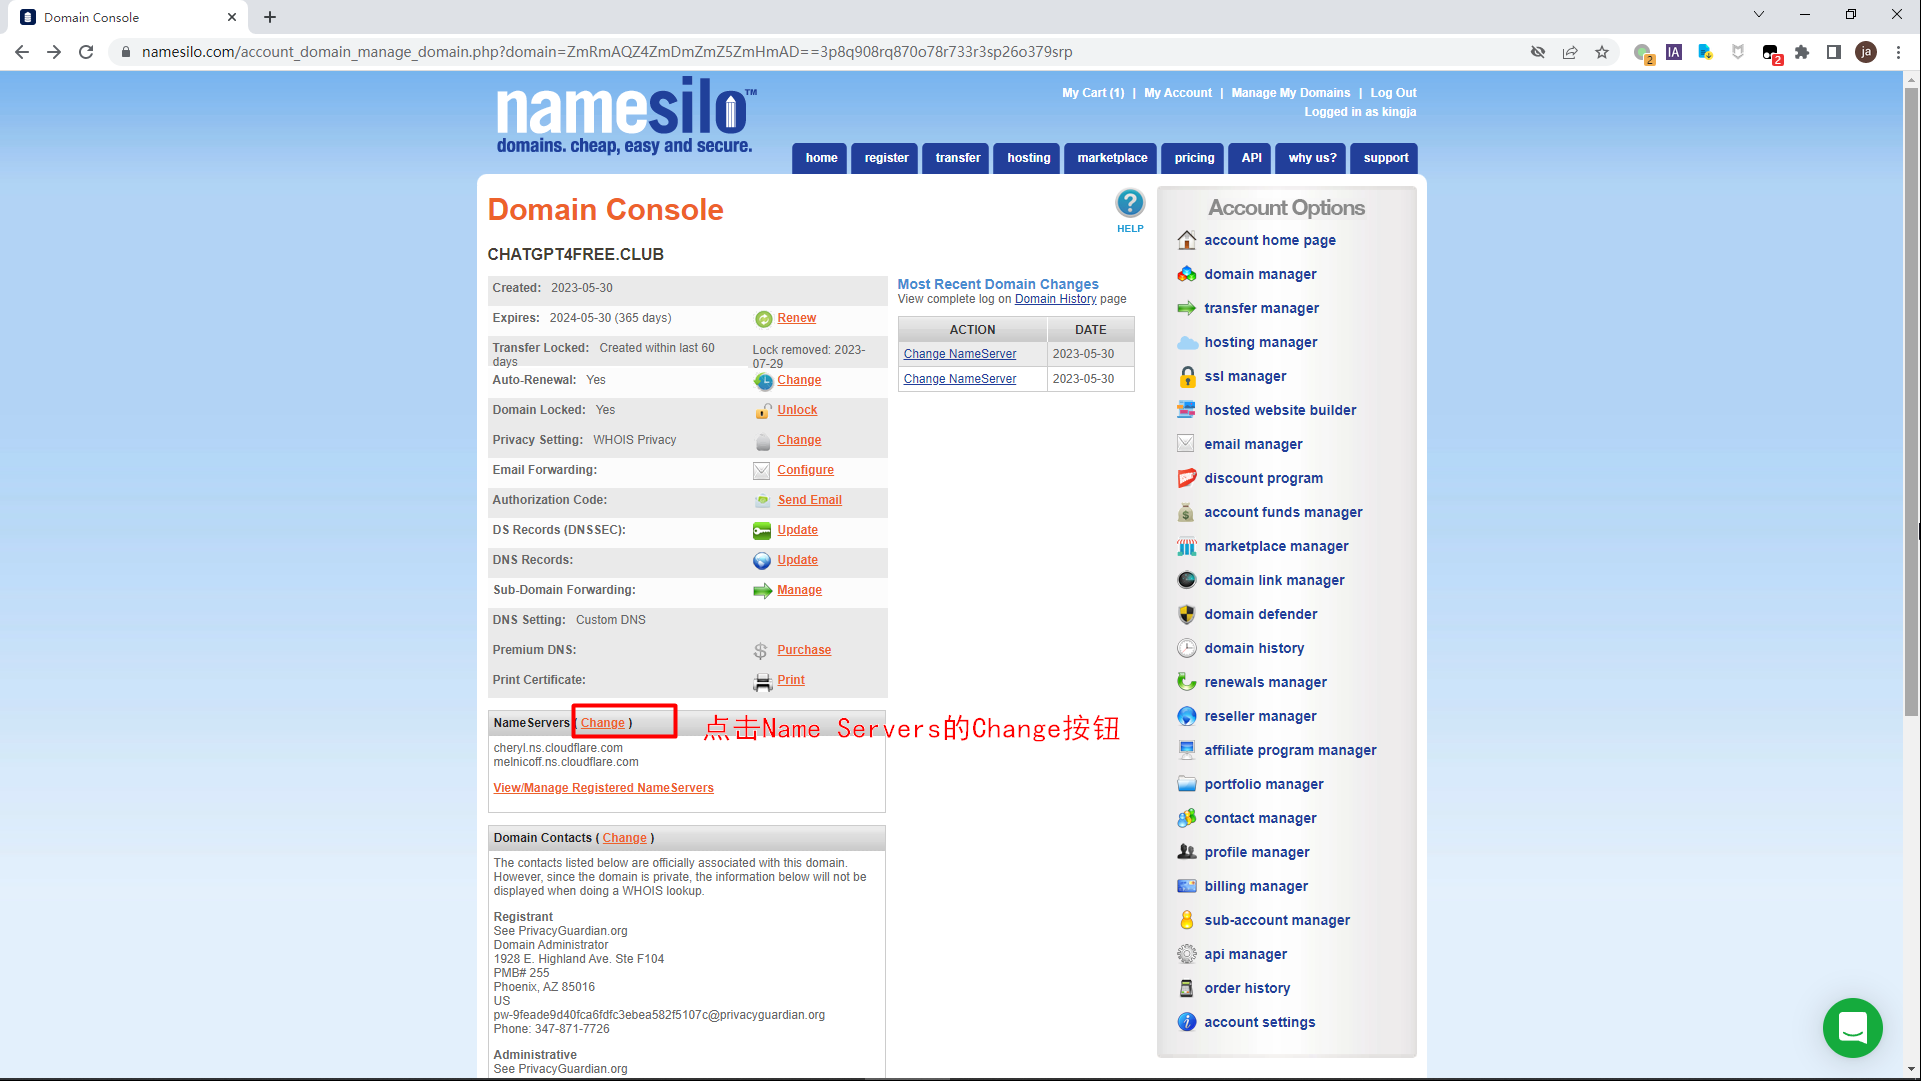 Domain Console
namesilo.com/account_domain_manage_domain.php?domain=ZmRmAQZ4ZmDmZmZ5ZmHmAD==3p8q908rq870o78r733r3sp26o379srp
2
IA
2
ja
namesilo™
domains. cheap, easy and secure.
My Cart (1) | My Account | Manage My Domains | Log Out
Logged in as kingja
home register transfer hosting marketplace pricing API why us? support
Domain Console
HELP
CHATGPT4FREE.CLUB
Created: 2023-05-30
Expires: 2024-05-30 (365 days) Renew
Transfer Locked: Created within last 60 days
Lock removed: 2023-07-29
Auto-Renewal: Yes Change
Domain Locked: Yes Unlock
Privacy Setting: WHOIS Privacy Change
Email Forwarding: Configure
Authorization Code: Send Email
DS Records (DNSSEC): Update
DNS Records: Update
Sub-Domain Forwarding: Manage
DNS Setting: Custom DNS
Premium DNS: Purchase
Print Certificate: Print
Most Recent Domain Changes
View complete log on Domain History page
ACTION DATE
Change NameServer 2023-05-30
Change NameServer 2023-05-30
NameServers ( Change )
点击Name Servers的Change按钮
cheryl.ns.cloudflare.com
melnicoff.ns.cloudflare.com
View/Manage Registered NameServers
Domain Contacts ( Change )
The contacts listed below are officially associated with this domain.
However, since the domain is private, the information below will not be
displayed when doing a WHOIS lookup.
Registrant
See PrivacyGuardian.org
Domain Administrator
1928 E. Highland Ave. Ste F104
PMB# 255
Phoenix, AZ 85016
US
pw-9feade9d40fca6fdfc3ebea582f5107c@privacyguardian.org
Phone: 347-871-7726
Administrative
See PrivacyGuardian.org
Account Options
account home page
domain manager
transfer manager
hosting manager
ssl manager
hosted website builder
email manager
discount program
account funds manager
marketplace manager
domain link manager
domain defender
domain history
renewals manager
reseller manager
affiliate program manager
portfolio manager
contact manager
profile manager
billing manager
sub-account manager
api manager
order history
account settings